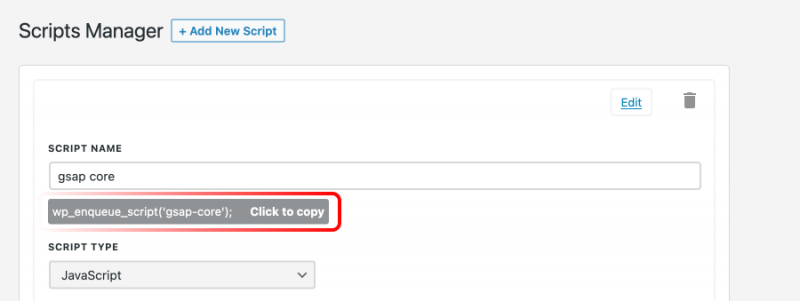 Scripts Manager + Add New Script
Edit
SCRIPT NAME
gsap core
wp_enqueue_script('gsap-core'); Click to copy
SCRIPT TYPE
JavaScript